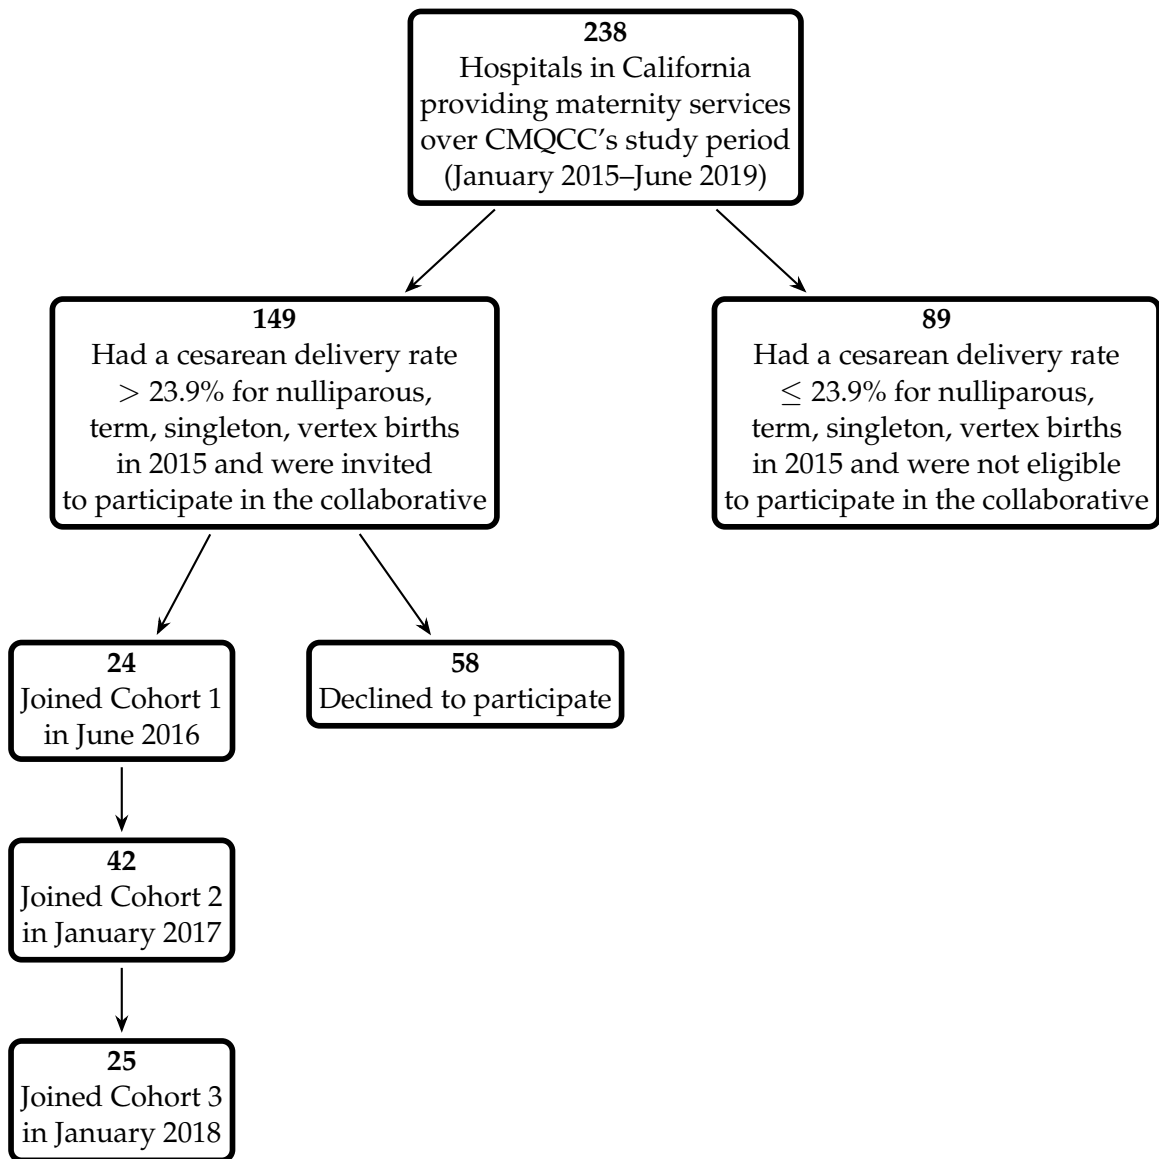 238
Hospitals in California
providing maternity services
over CMQCC’s study period
(January 2015–June 2019)
149
Had a cesarean delivery rate
> 23.9% for nulliparous,
term, singleton, vertex births
in 2015 and were invited
to participate in the collaborative
89
Had a cesarean delivery rate
≤ 23.9% for nulliparous,
term, singleton, vertex births
in 2015 and were not eligible
to participate in the collaborative
24
Joined Cohort 1
in June 2016
58
Declined to participate
42
Joined Cohort 2
in January 2017
25
Joined Cohort 3
in January 2018